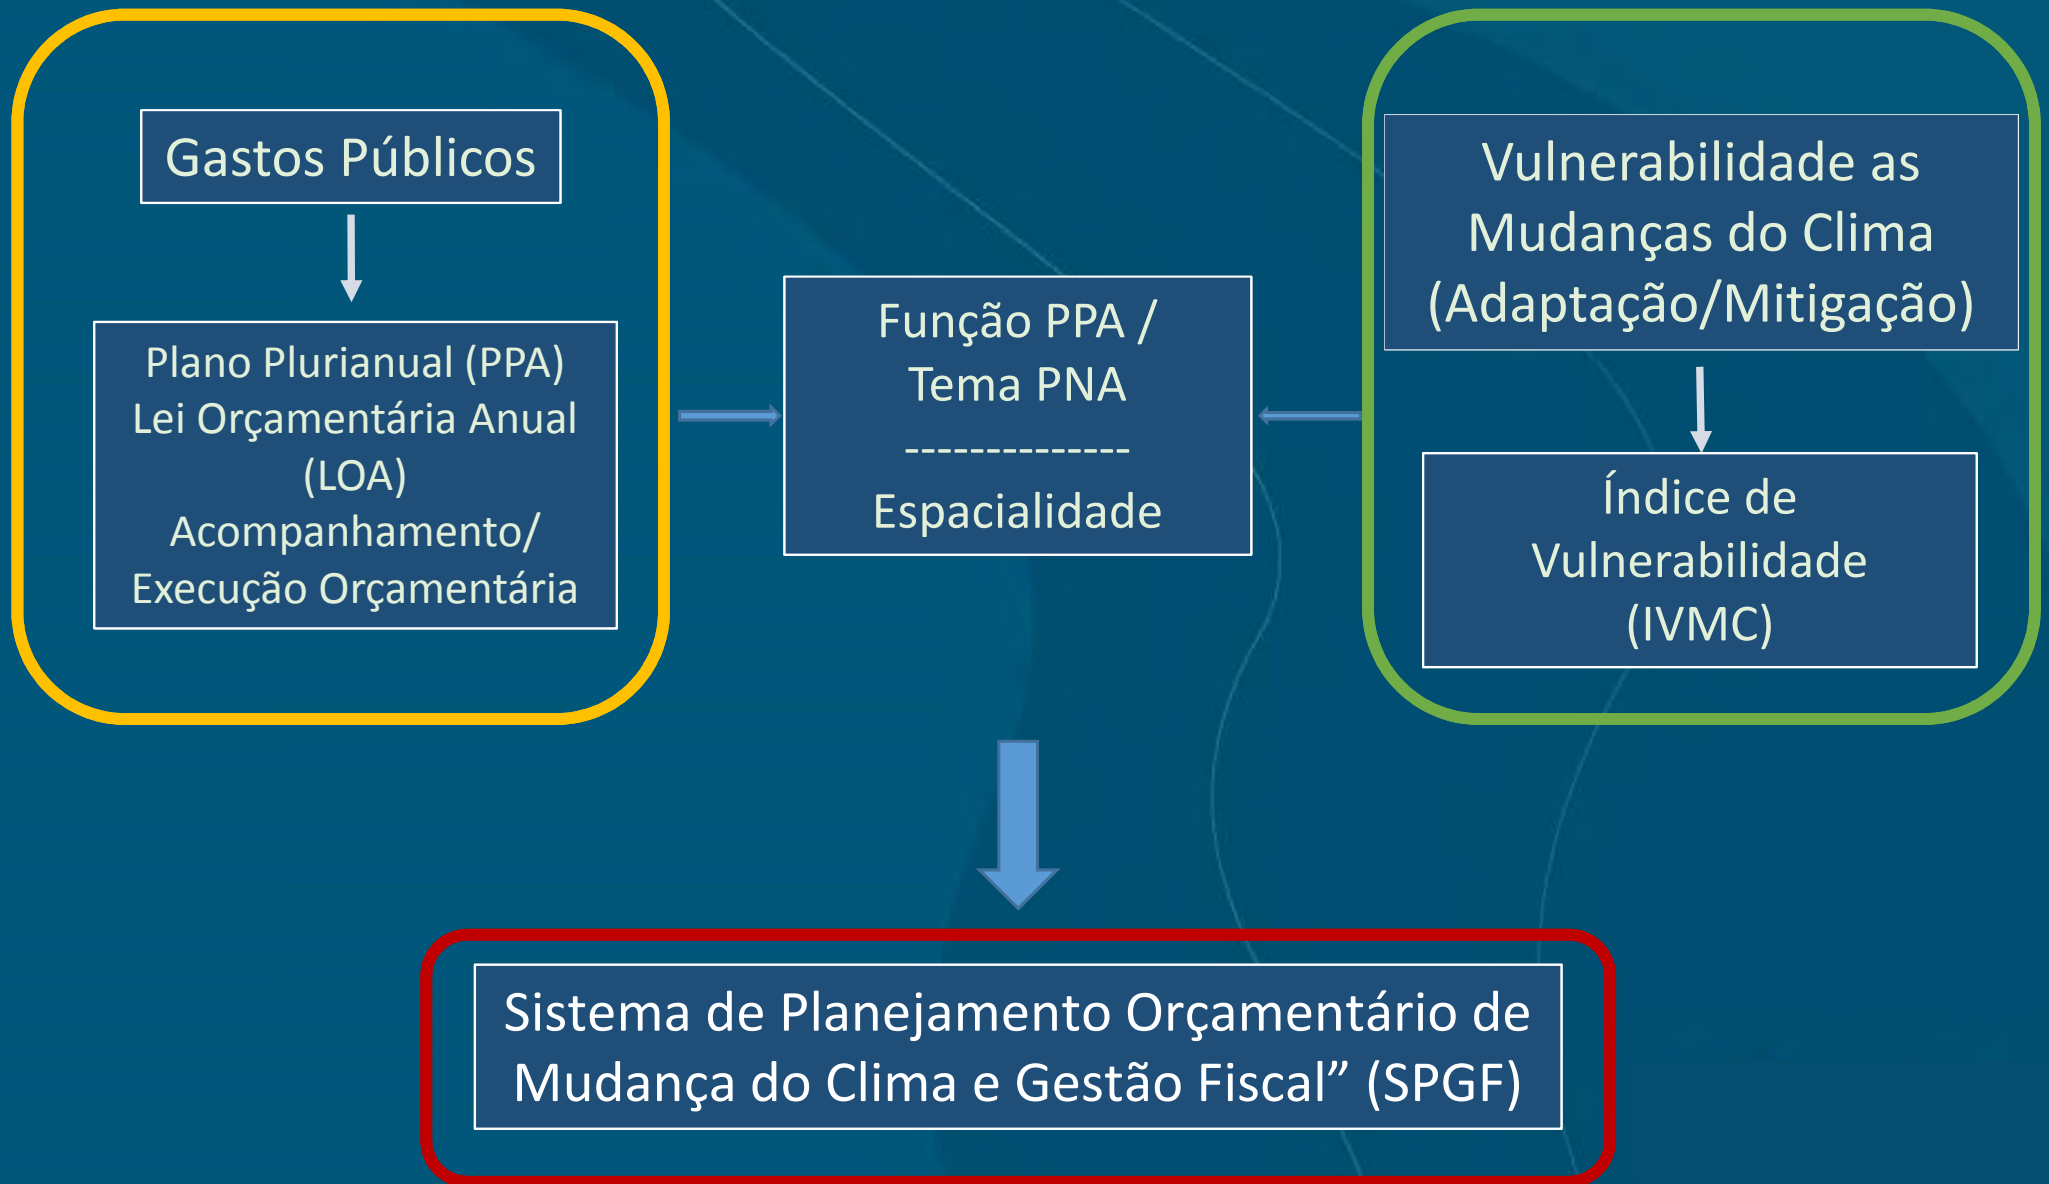 Gastos Públicos
Plano Plurianual (PPA)
Lei Orçamentária Anual
(LOA)
Acompanhamento/
Execução Orçamentária
Função PPA /
Tema PNA
--------------
Espacialidade
Vulnerabilidade as
Mudanças do Clima
(Adaptação/Mitigação)
Índice de
Vulnerabilidade
(IVMC)
Sistema de Planejamento Orçamentário de
Mudança do Clima e Gestão Fiscal” (SPGF)